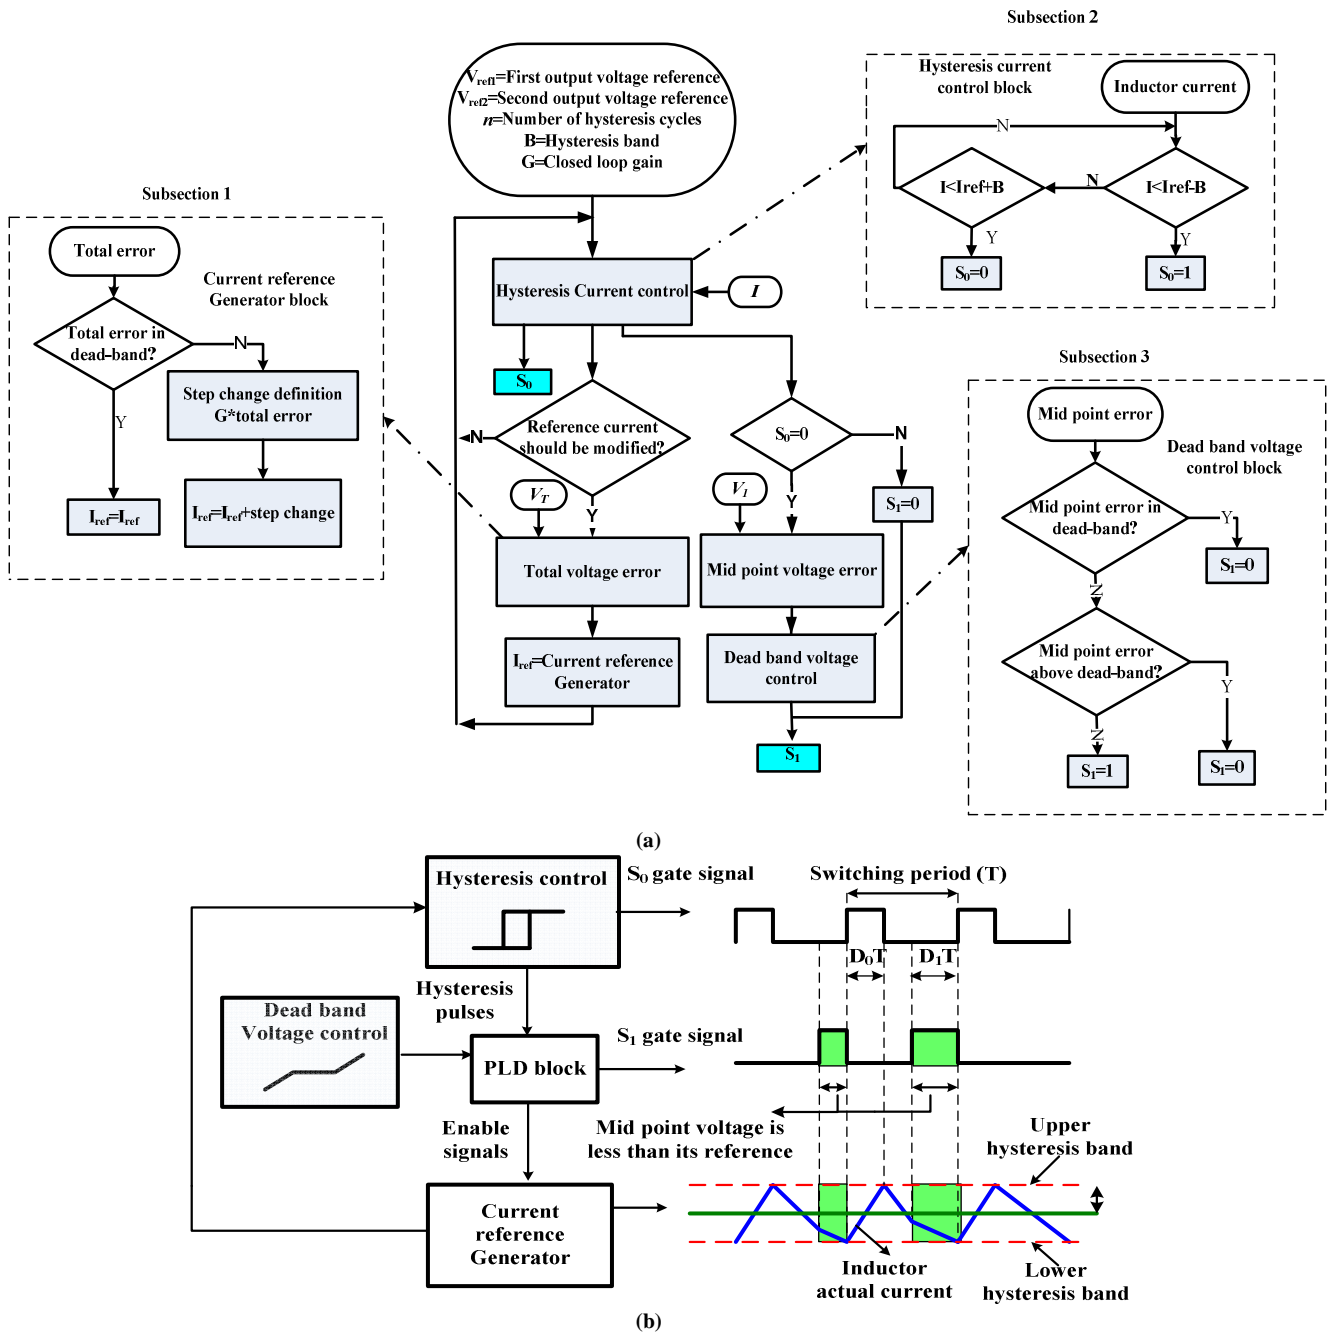 Subsection 2
Hysteresis current
control block
Inductor current
N
I<Iref+B
N
I<Iref-B
Y
Y
S0=0
S0=1
Vref1=First output voltage reference
Vref2=Second output voltage reference
n=Number of hysteresis cycles
B=Hysteresis band
G=Closed loop gain
Subsection 1
Total error
Current reference
Generator block
Total error in
dead-band?
N
Step change definition
G*total error
Y
Iref=Iref
Iref=Iref+step change
Hysteresis Current control
I
S0
Reference current
should be modified?
N
S0=0
N
VT
Y
V1
Y
S1=0
Total voltage error
Mid point voltage error
Iref=Current reference
Generator
Dead band voltage
control
S1
Subsection 3
Mid point error
Dead band voltage
control block
Mid point error in
dead-band?
Y
S1=0
N
Mid point error
above dead-band?
Y
N
S1=1
S1=0
(a)
Hysteresis control
S0 gate signal
Switching period (T)
D0T
D1T
Hysteresis
pulses
Dead band
Voltage control
PLD block
S1 gate signal
Enable
signals
Mid point voltage is
less than its reference
Upper
hysteresis band
Current
reference
Generator
Inductor
actual current
Lower
hysteresis band
(b)